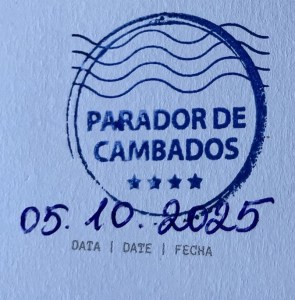 PARADOR DE
CAMBADOS
05. 10. 2025
DATA | DATE | FECHA